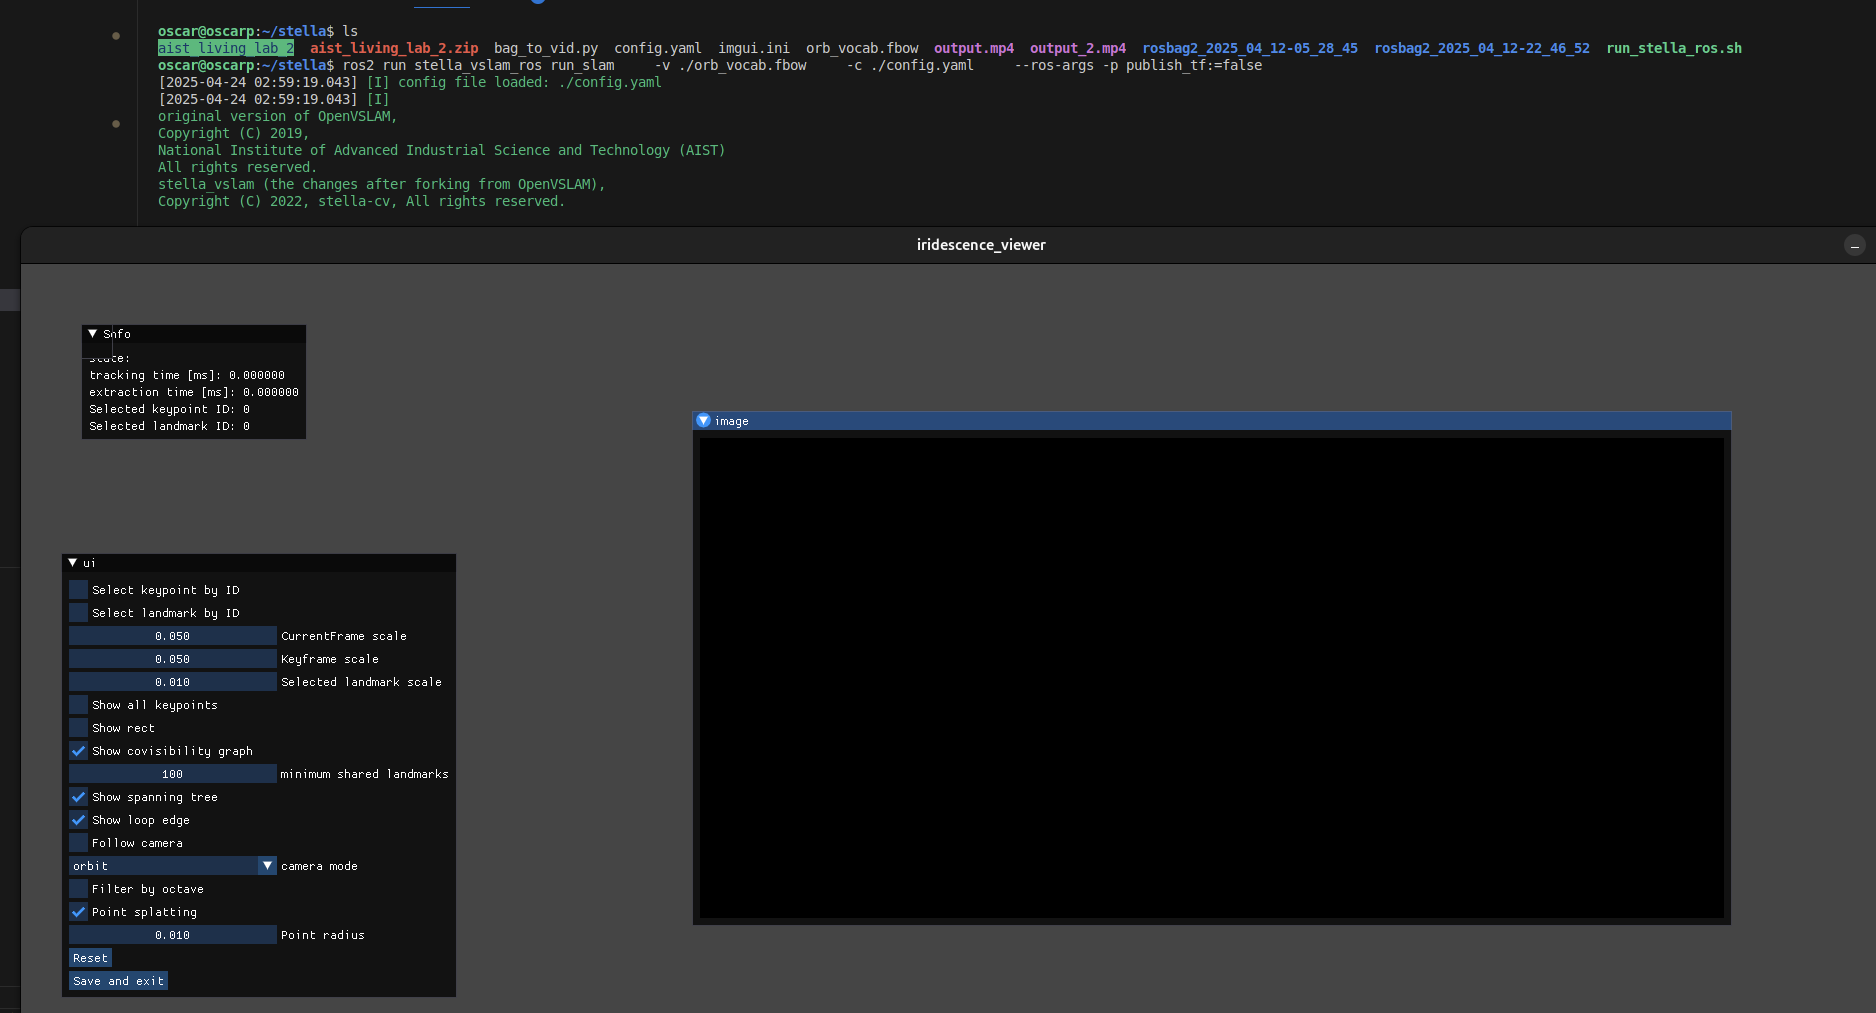 oscar@oscarp:~/stella$ ls
aist_living_lab_2  aist_living_lab_2.zip  bag_to_vid.py  config.yaml  imgui.ini  orb_vocab.fbow  output.mp4  output_2.mp4  rosbag2_2025_04_12-05_28_45  rosbag2_2025_04_12-22_46_52  run_stella_ros.sh
oscar@oscarp:~/stella$ ros2 run stella_vslam_ros run_slam     -v ./orb_vocab.fbow     -c ./config.yaml     --ros-args -p publish_tf:=false
[2025-04-24 02:59:19.043] [I] config file loaded: ./config.yaml
[2025-04-24 02:59:19.043] [I]
original version of OpenVSLAM,
Copyright (C) 2019,
National Institute of Advanced Industrial Science and Technology (AIST)
All rights reserved.
stella_vslam (the changes after forking from OpenVSLAM),
Copyright (C) 2022, stella-cv, All rights reserved.
iridescence_viewer
state:
tracking time [ms]: 0.000000
extraction time [ms]: 0.000000
Selected keypoint ID: 0
Selected landmark ID: 0
image
ui
Select keypoint by ID
Select landmark by ID
0.050 CurrentFrame scale
0.050 Keyframe scale
0.010 Selected landmark scale
Show all keypoints
Show rect
Show covisibility graph
100 minimum shared landmarks
Show spanning tree
Show loop edge
Follow camera
orbit camera mode
Filter by octave
Point splatting
0.010 Point radius
Reset
Save and exit